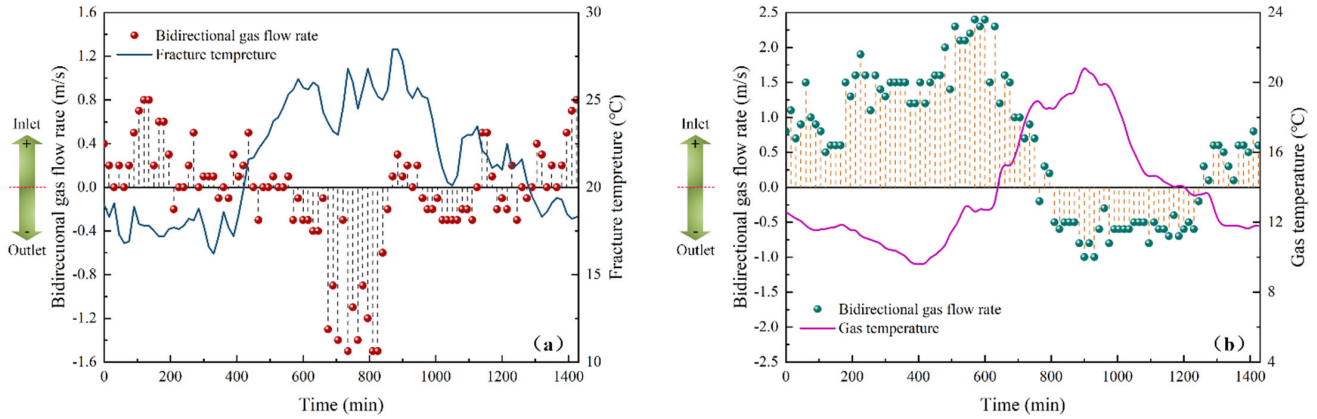 Bidirectional gas flow rate
Fracture tempreture
Bidirectional gas flow rate (m/s)
1.6
1.2
0.8
0.4
0.0
-0.4
-0.8
-1.2
-1.6
Inlet
+
-
Outlet
30
25
20
15
10
Fracture tempreture (℃)
(a)
0 200 400 600 800 1000 1200 1400
Time (min)
Bidirectional gas flow rate (m/s)
2.5
2.0
1.5
1.0
0.5
0.0
-0.5
-1.0
-1.5
-2.0
-2.5
Inlet
+
-
Outlet
24
20
16
12
8
4
Gas temperature (℃)
Bidirectional gas flow rate
Gas temperature
(b)
0 200 400 600 800 1000 1200 1400
Time (min)